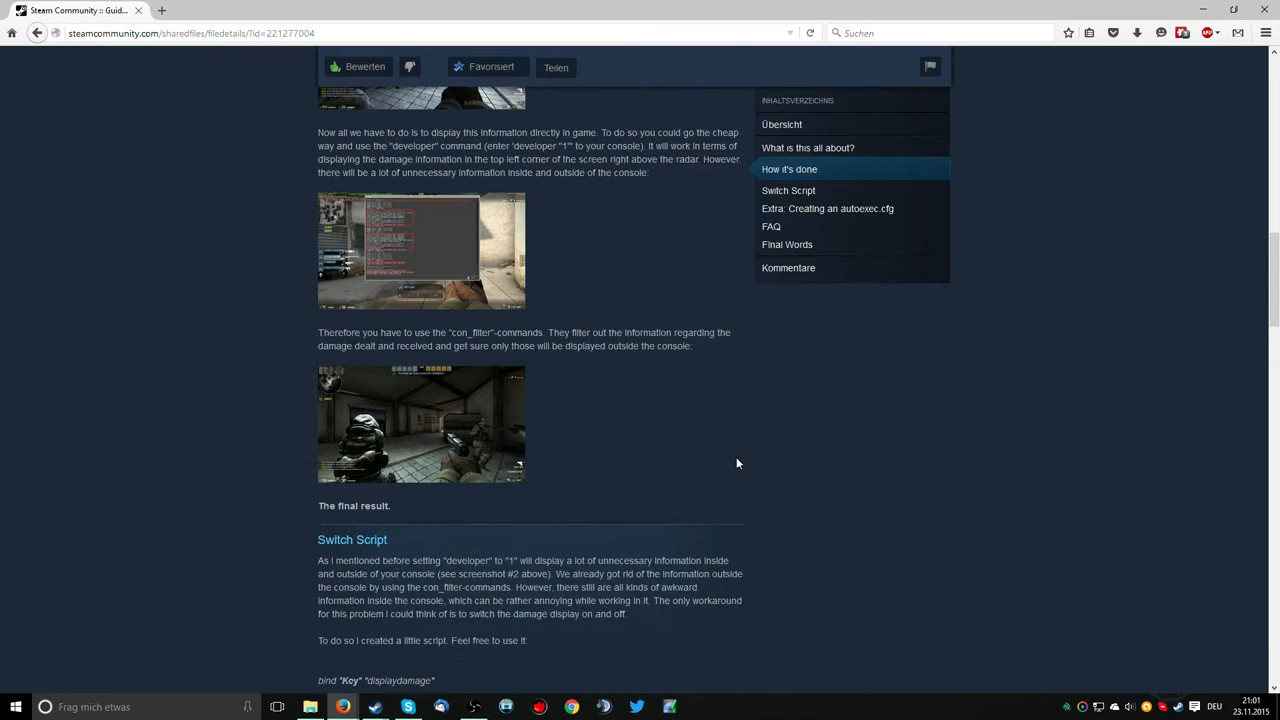 Steam Community :: Guid...
steamcommunity.com/sharedfiles/filedetails/?id=221277004
Suchen
Bewerten
Favorisiert
Teilen
INHALTSVERZEICHNIS
Übersicht
What is this all about?
How it's done
Switch Script
Extra: Creating an autoexec.cfg
FAQ
Final Words
Kommentare
Now all we have to do is to display this information directly in game. To do so you could go the cheap
way and use the "developer" command (enter 'developer "1"' to your console). It will work in terms of
displaying the damage information in the top left corner of the screen right above the radar. However,
there will be a lot of unnecessary information inside and outside of the console:
Therefore you have to use the "con_filter"-commands. They filter out the information regarding the
damage dealt and received and get sure only those will be displayed outside the console:
The final result.
Switch Script
As I mentioned before setting "developer" to "1" will display a lot of unnecessary information inside
and outside of your console (see screenshot #2 above). We already got rid of the information outside
the console by using the con_filter-commands. However, there still are all kinds of awkward
information inside the console, which can be rather annoying while working in it. The only workaround
for this problem I could think of is to switch the damage display on and off.
To do so I created a little script. Feel free to use it:
bind "Key" "displaydamage"
Frag mich etwas
DEU
21:01
23.11.2015